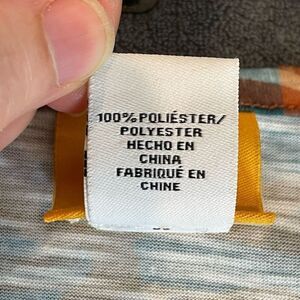 100% POLIÉSTER/
POLYESTER
HECHO EN
CHINA
FABRIQUÉ EN
CHINE